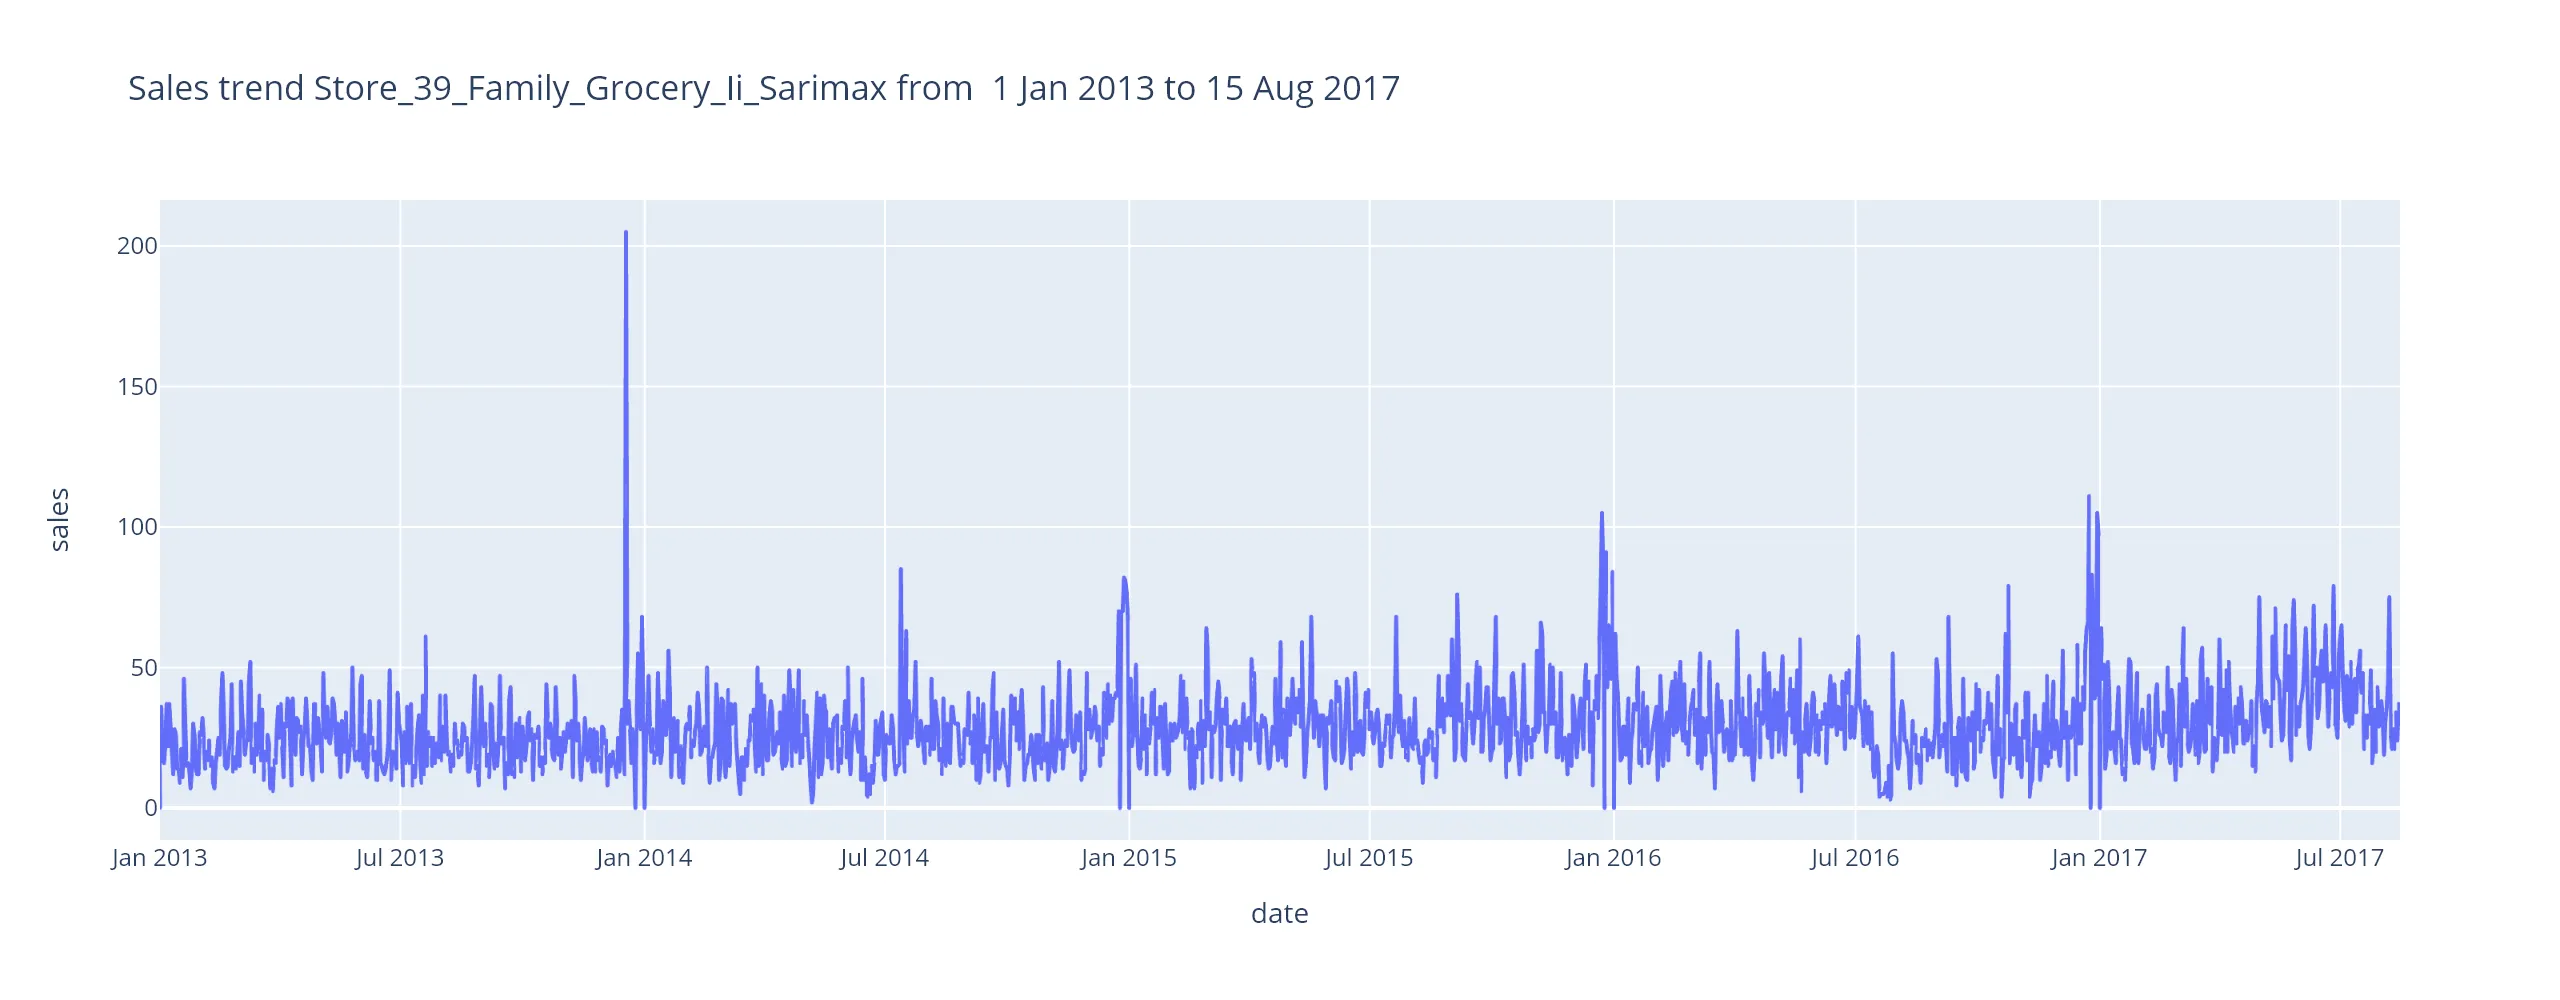 Sales trend Store_39_Family_Grocery_Ii_Sarimax from  1 Jan 2013 to 15 Aug 2017
sales
200
150
100
50
0
Jan 2013
Jul 2013
Jan 2014
Jul 2014
Jan 2015
Jul 2015
Jan 2016
Jul 2016
Jan 2017
Jul 2017
date